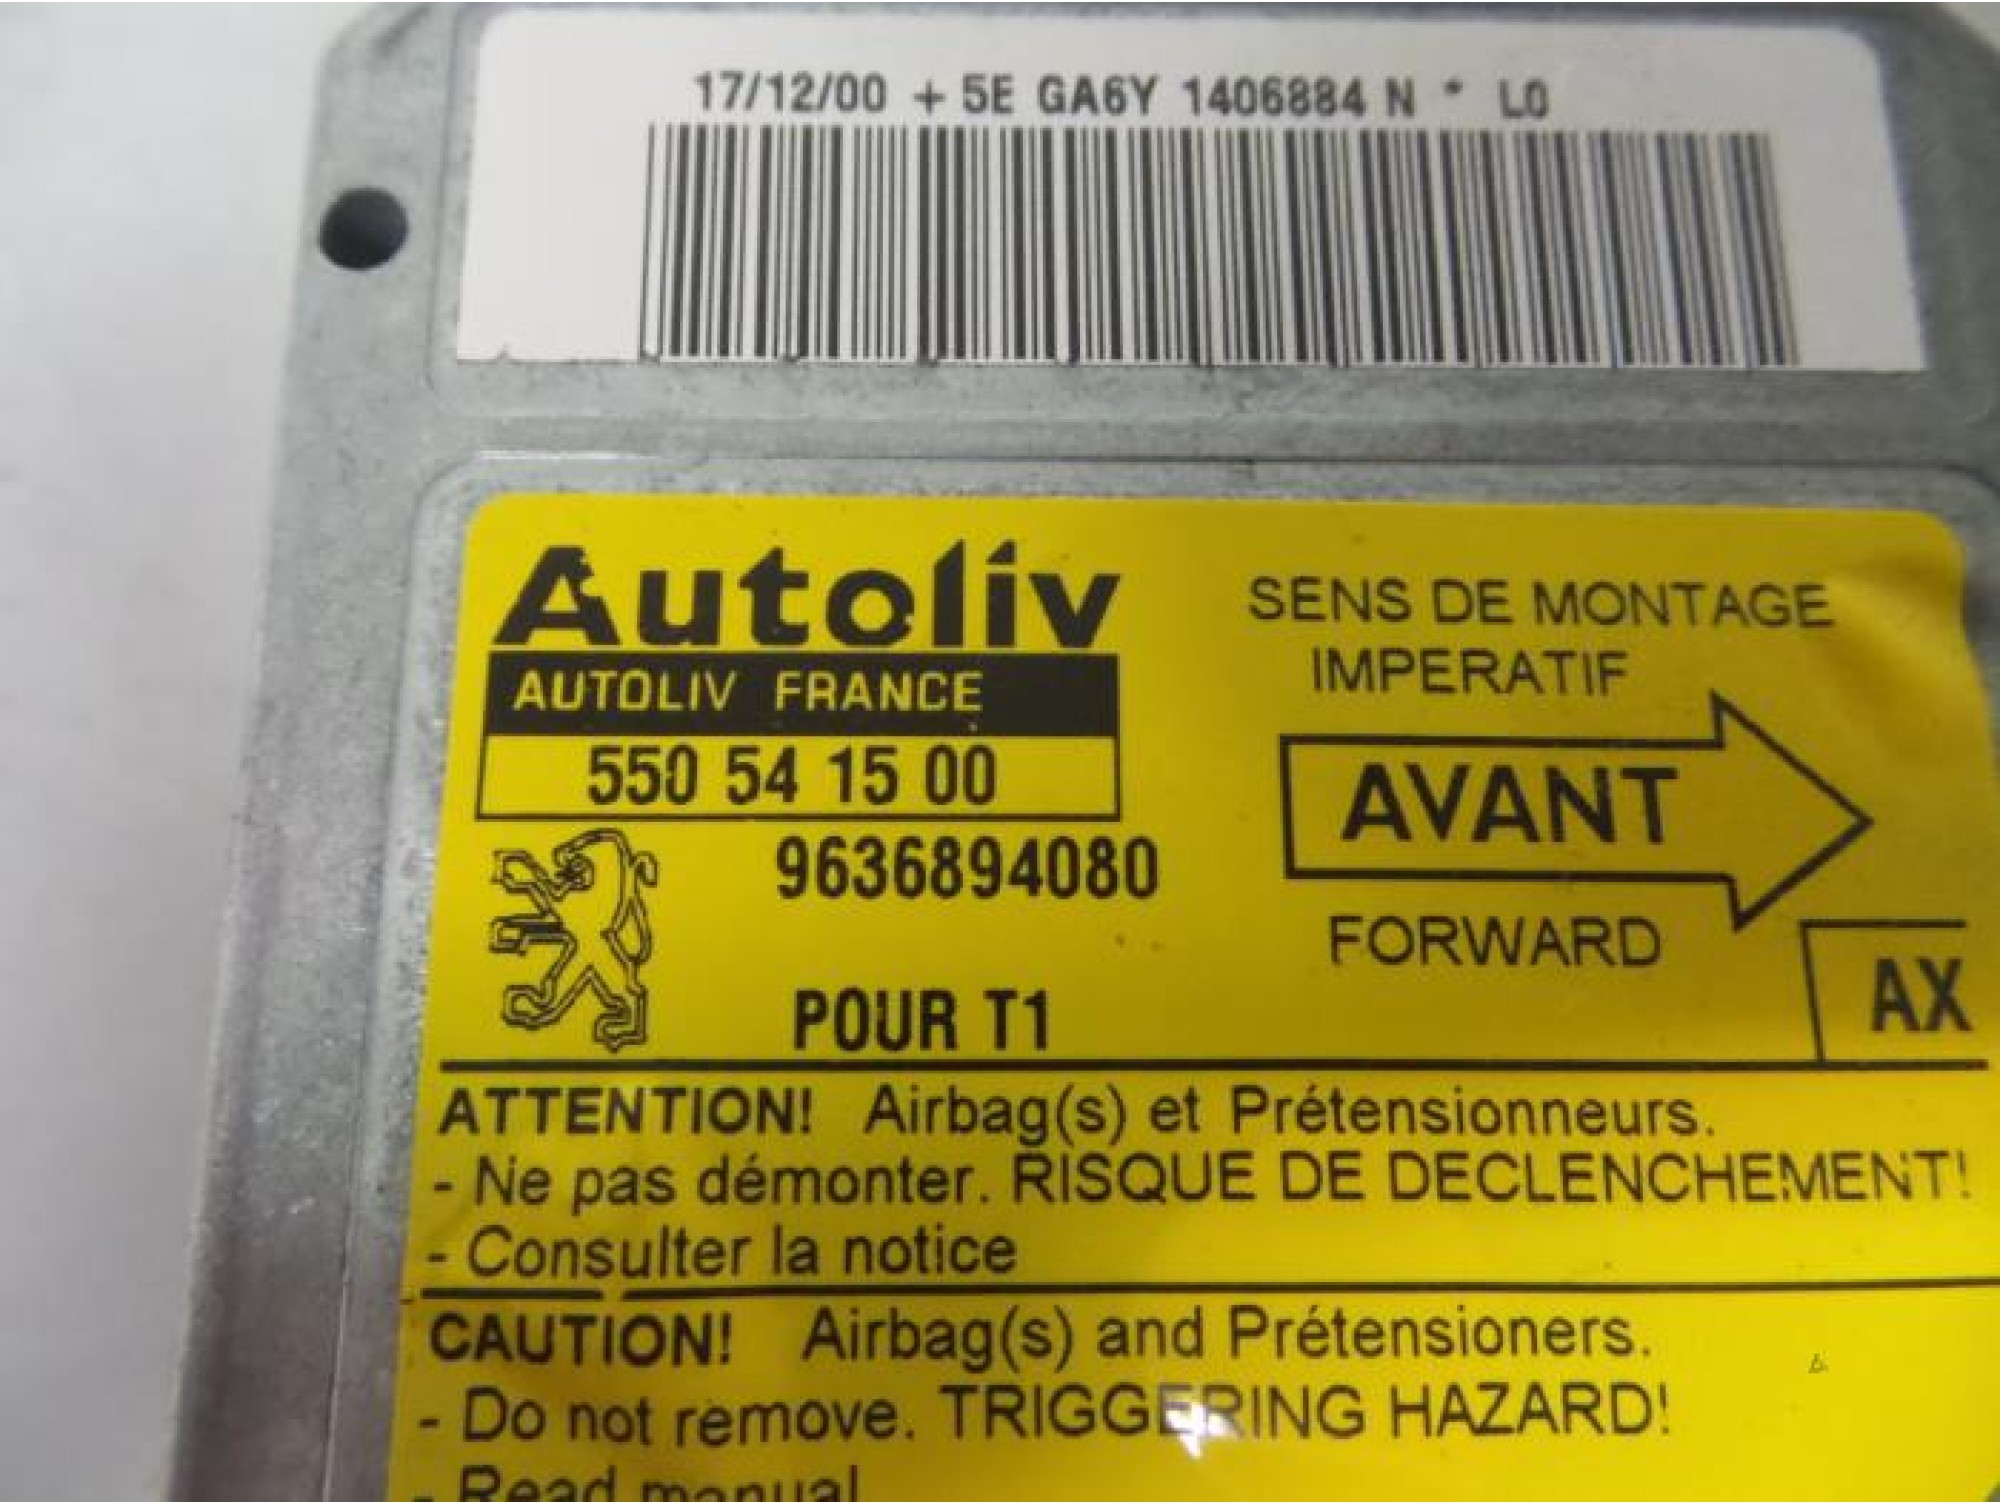 17/12/00 + 5E GA6Y 1406884 N * L0
Autoliv
AUTOLIV FRANCE
550 54 15 00
9636894080
POUR T1
SENS DE MONTAGE
IMPERATIF
AVANT
FORWARD
AX
ATTENTION! Airbag(s) et Prétensionneurs.
- Ne pas démonter. RISQUE DE DECLENCHEMENT!
- Consulter la notice
CAUTION! Airbag(s) and Prétensioners.
- Do not remove. TRIGGERING HAZARD!
- Read manual